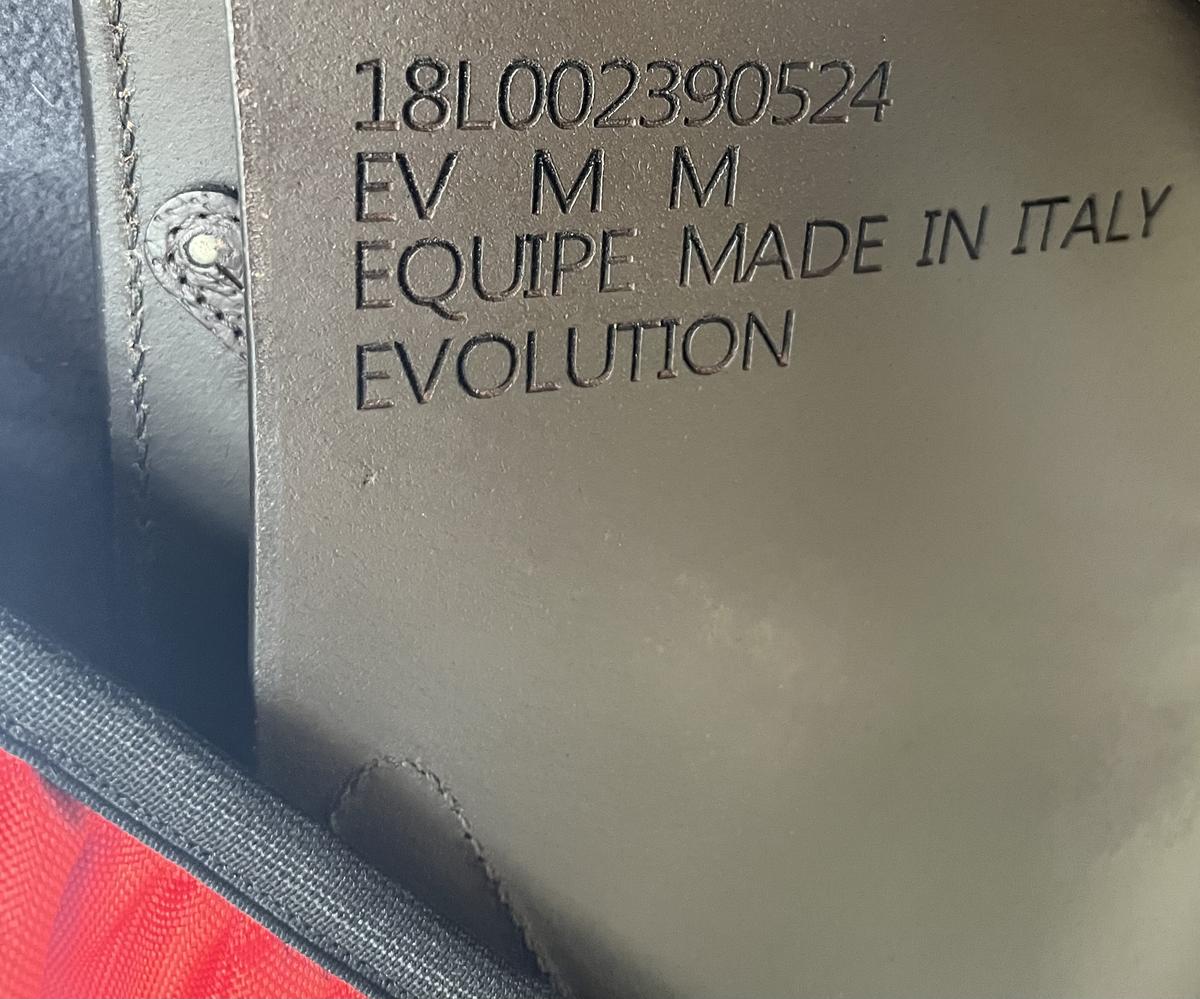 18L002390524
EV M M
EQUIPE MADE IN ITALY
EVOLUTION